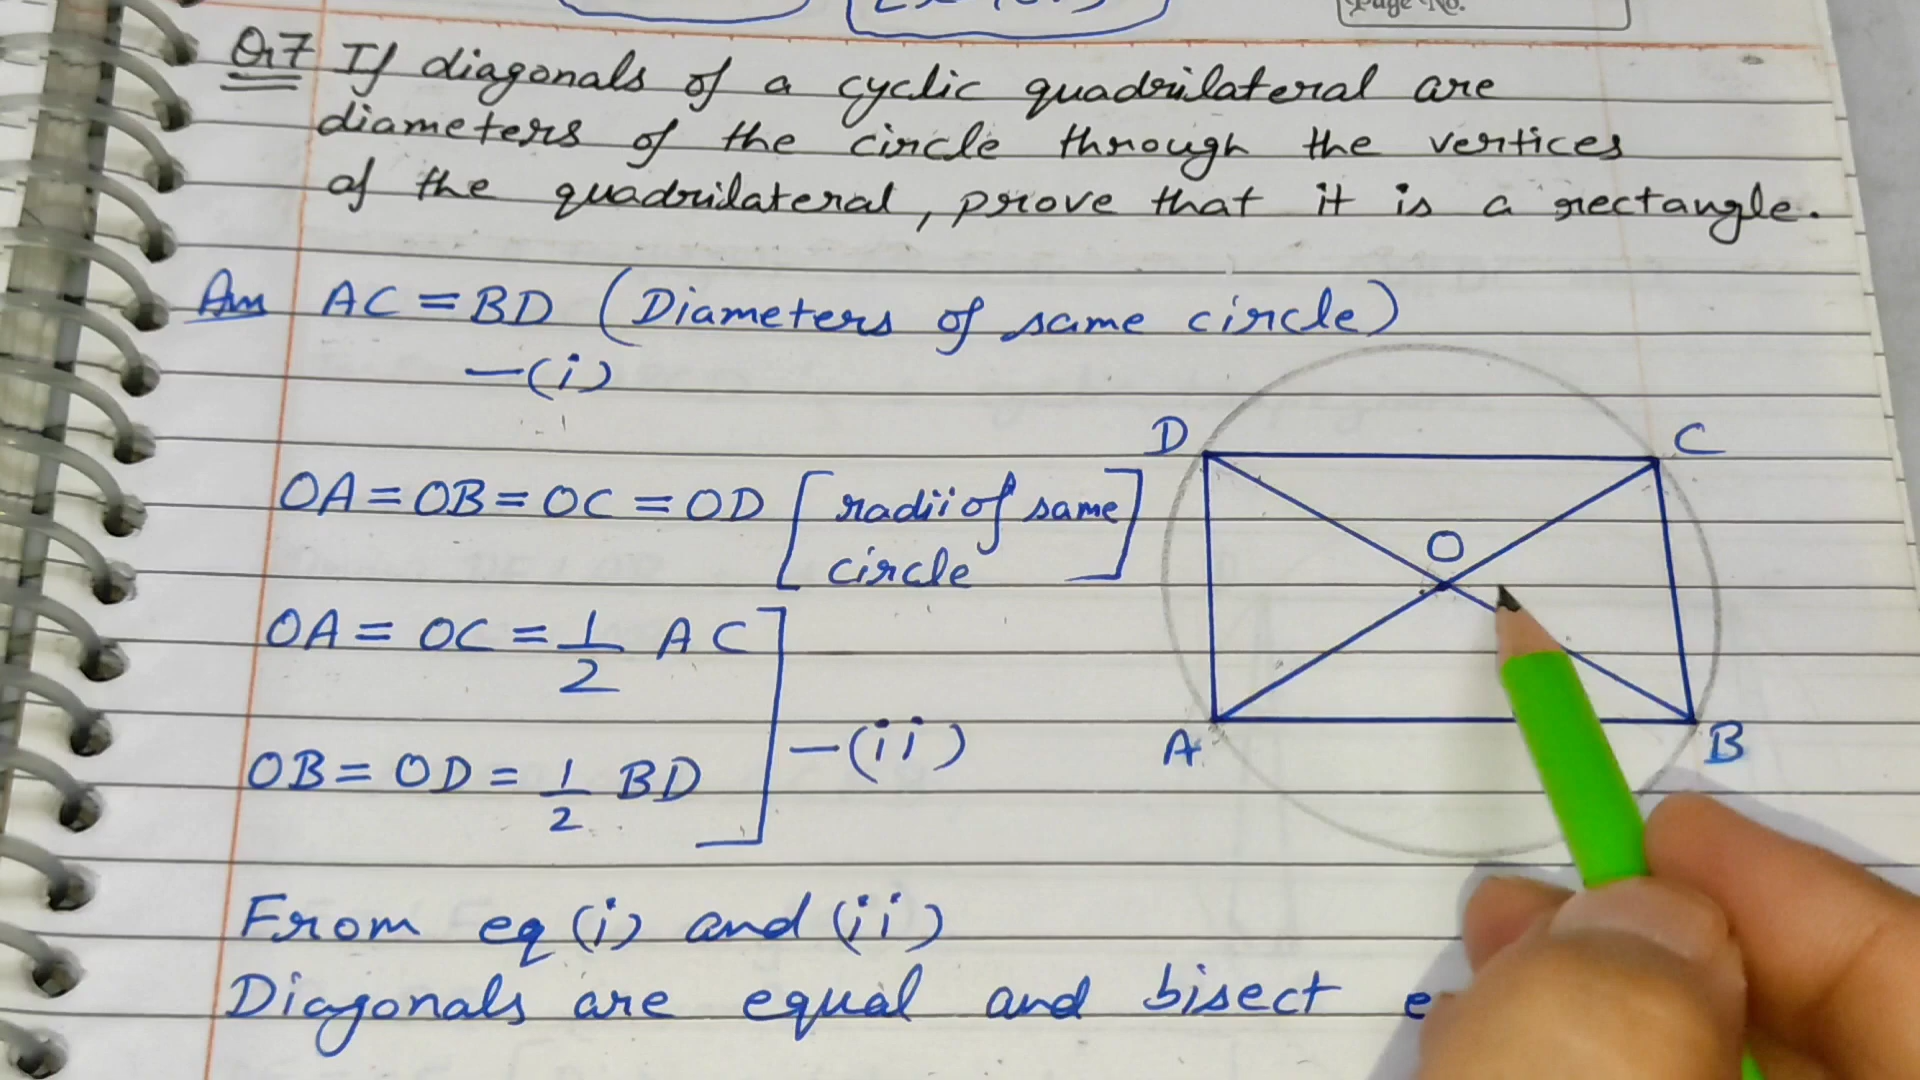 Page No.
Q7 If diagonals of a cyclic quadrilateral are
diameters of the circle through the vertices
of the quadrilateral, prove that it is a rectangle.
Ans AC = BD (Diameters of same circle)
—(i)
D C
OA = OB = OC = OD [radii of same
circle]
O
OA = OC = 1/2 AC
A B
OB = OD = 1/2 BD ] —(ii)
From eq (i) and (ii)
Diagonals are equal and bisect